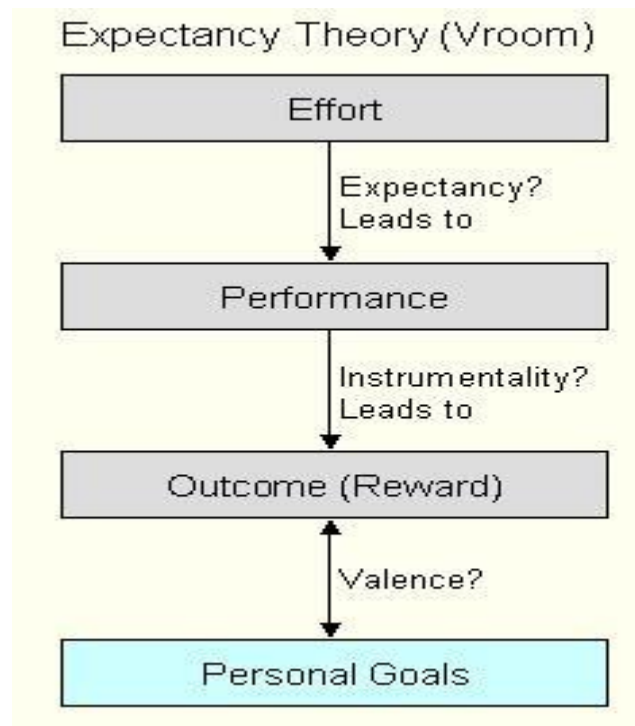 Expectancy Theory (Vroom)
Effort
Expectancy?
Leads to
Performance
Instrumentality?
Leads to
Outcome (Reward)
Valence?
Personal Goals